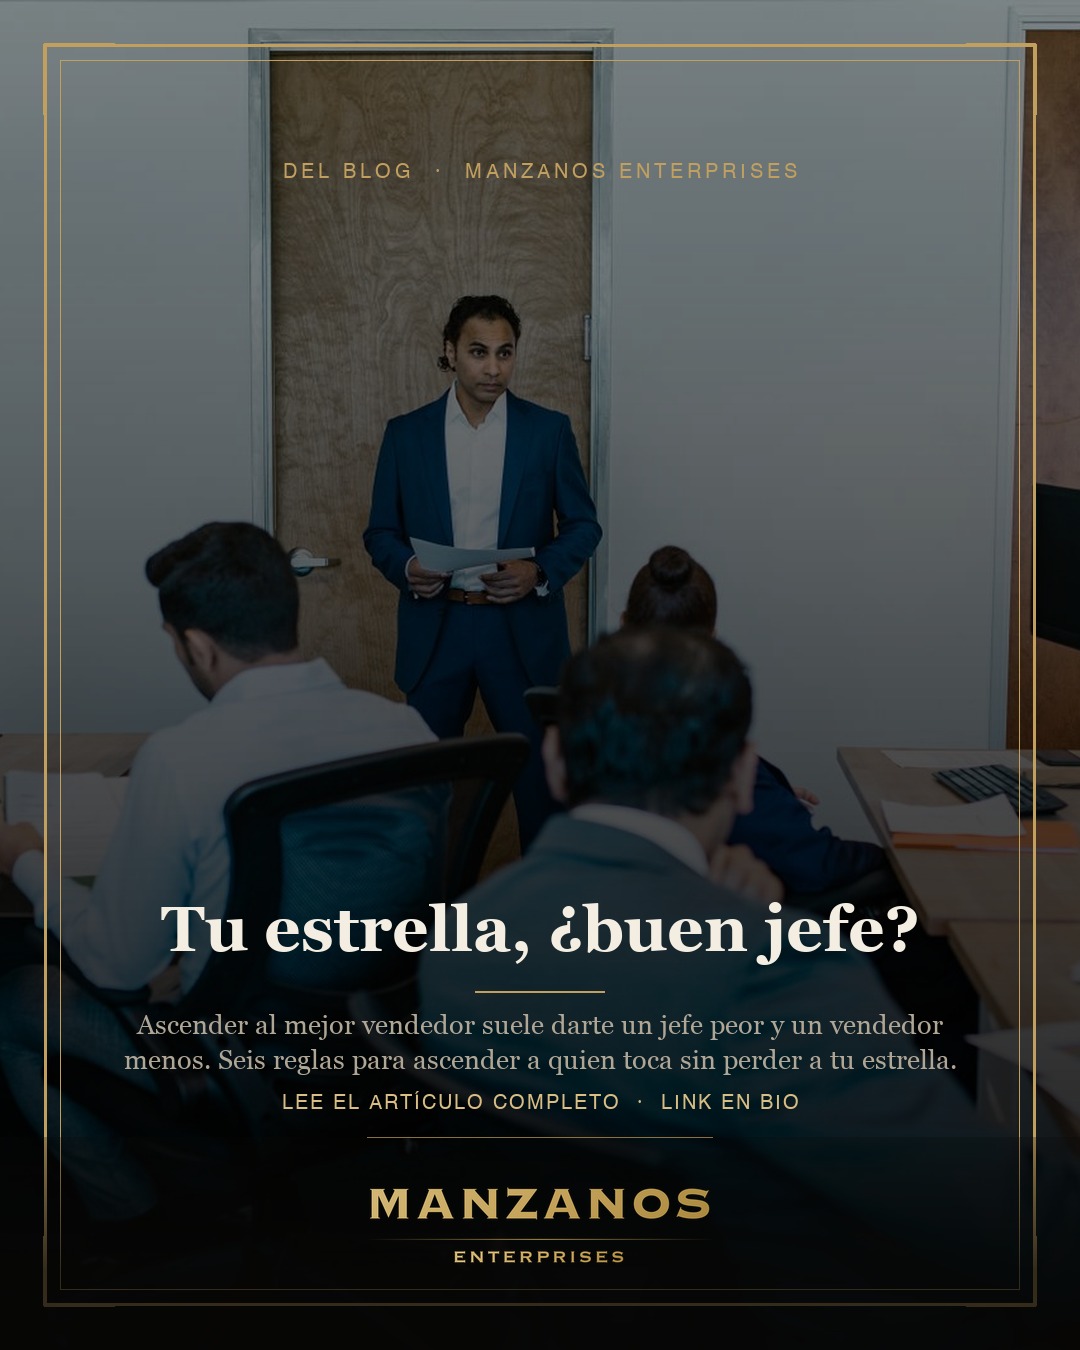 DEL BLOG · MANZANOS ENTERPRISES
Tu estrella, ¿buen jefe?
Ascender al mejor vendedor suele darte un jefe peor y un vendedor
menos. Seis reglas para ascender a quien toca sin perder a tu estrella.
LEE EL ARTÍCULO COMPLETO · LINK EN BIO
MANZANOS
ENTERPRISES